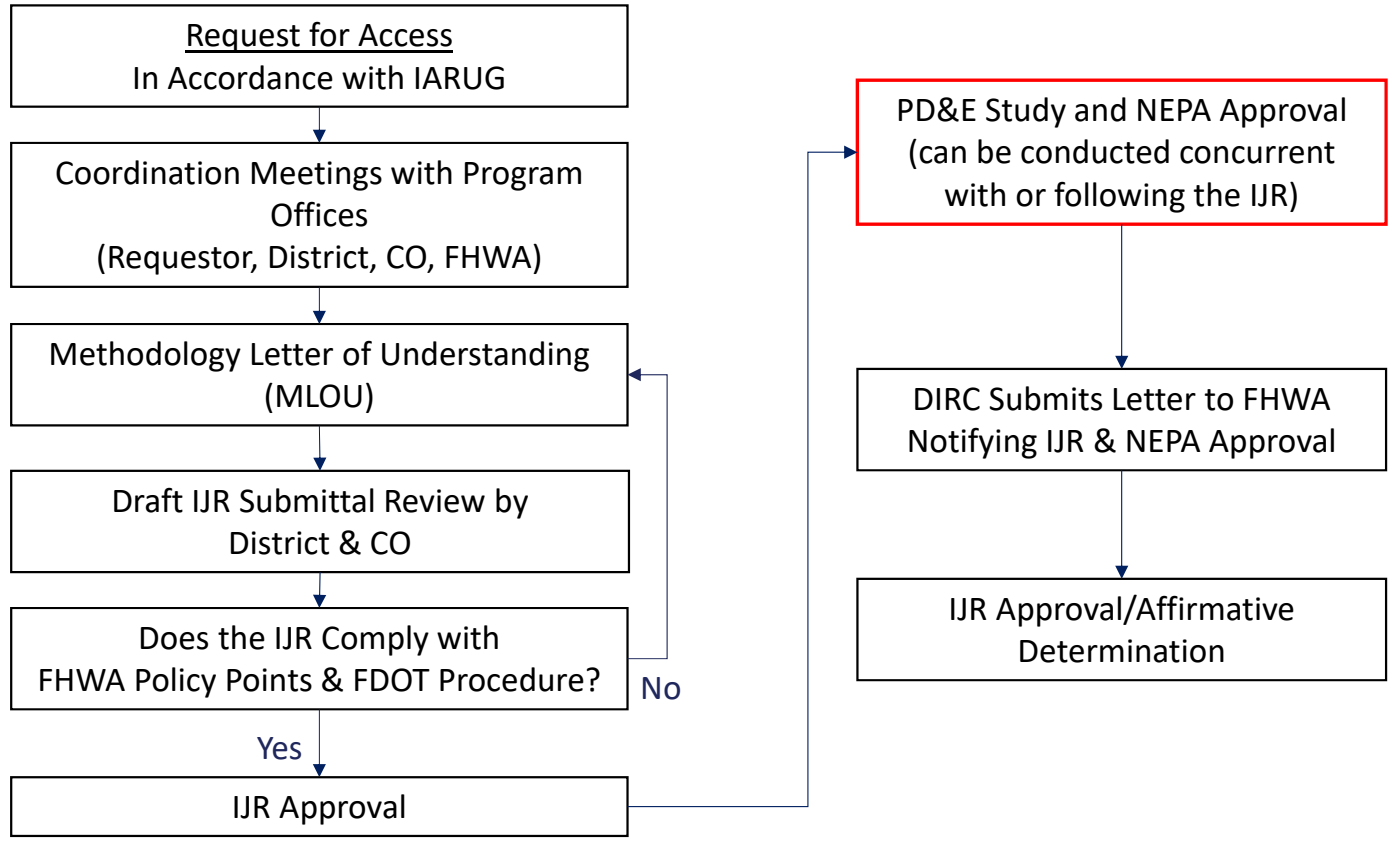 Request for Access
In Accordance with IARUG
Coordination Meetings with Program
Offices
(Requestor, District, CO, FHWA)
Methodology Letter of Understanding
(MLOU)
Draft IJR Submittal Review by
District & CO
Does the IJR Comply with
FHWA Policy Points & FDOT Procedure?
No
Yes
IJR Approval
PD&E Study and NEPA Approval
(can be conducted concurrent
with or following the IJR)
DIRC Submits Letter to FHWA
Notifying IJR & NEPA Approval
IJR Approval/Affirmative
Determination